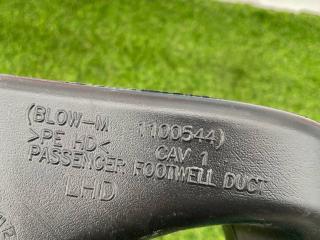 (BLOW-M 1100544)
>PE HD< CAV 1
PASSENGER FOOTWELL DUCT
LHD